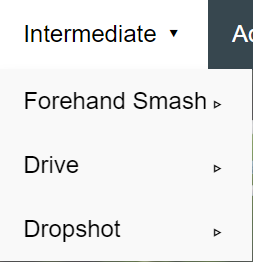 Intermediate ▼
Forehand Smash ▹
Drive ▹
Dropshot ▹